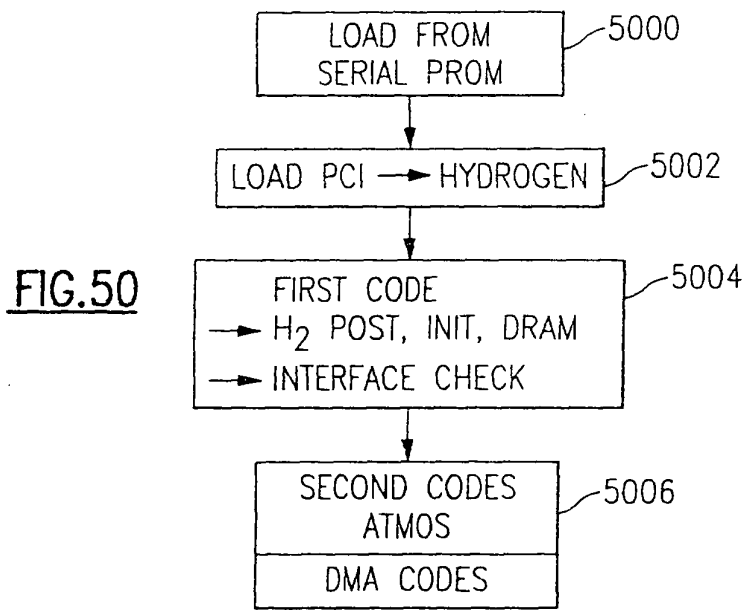 LOAD FROM
SERIAL PROM
5000
LOAD PCI → HYDROGEN
5002
FIG.50
FIRST CODE
→ H2 POST, INIT, DRAM
→ INTERFACE CHECK
5004
SECOND CODES
ATMOS
5006
DMA CODES